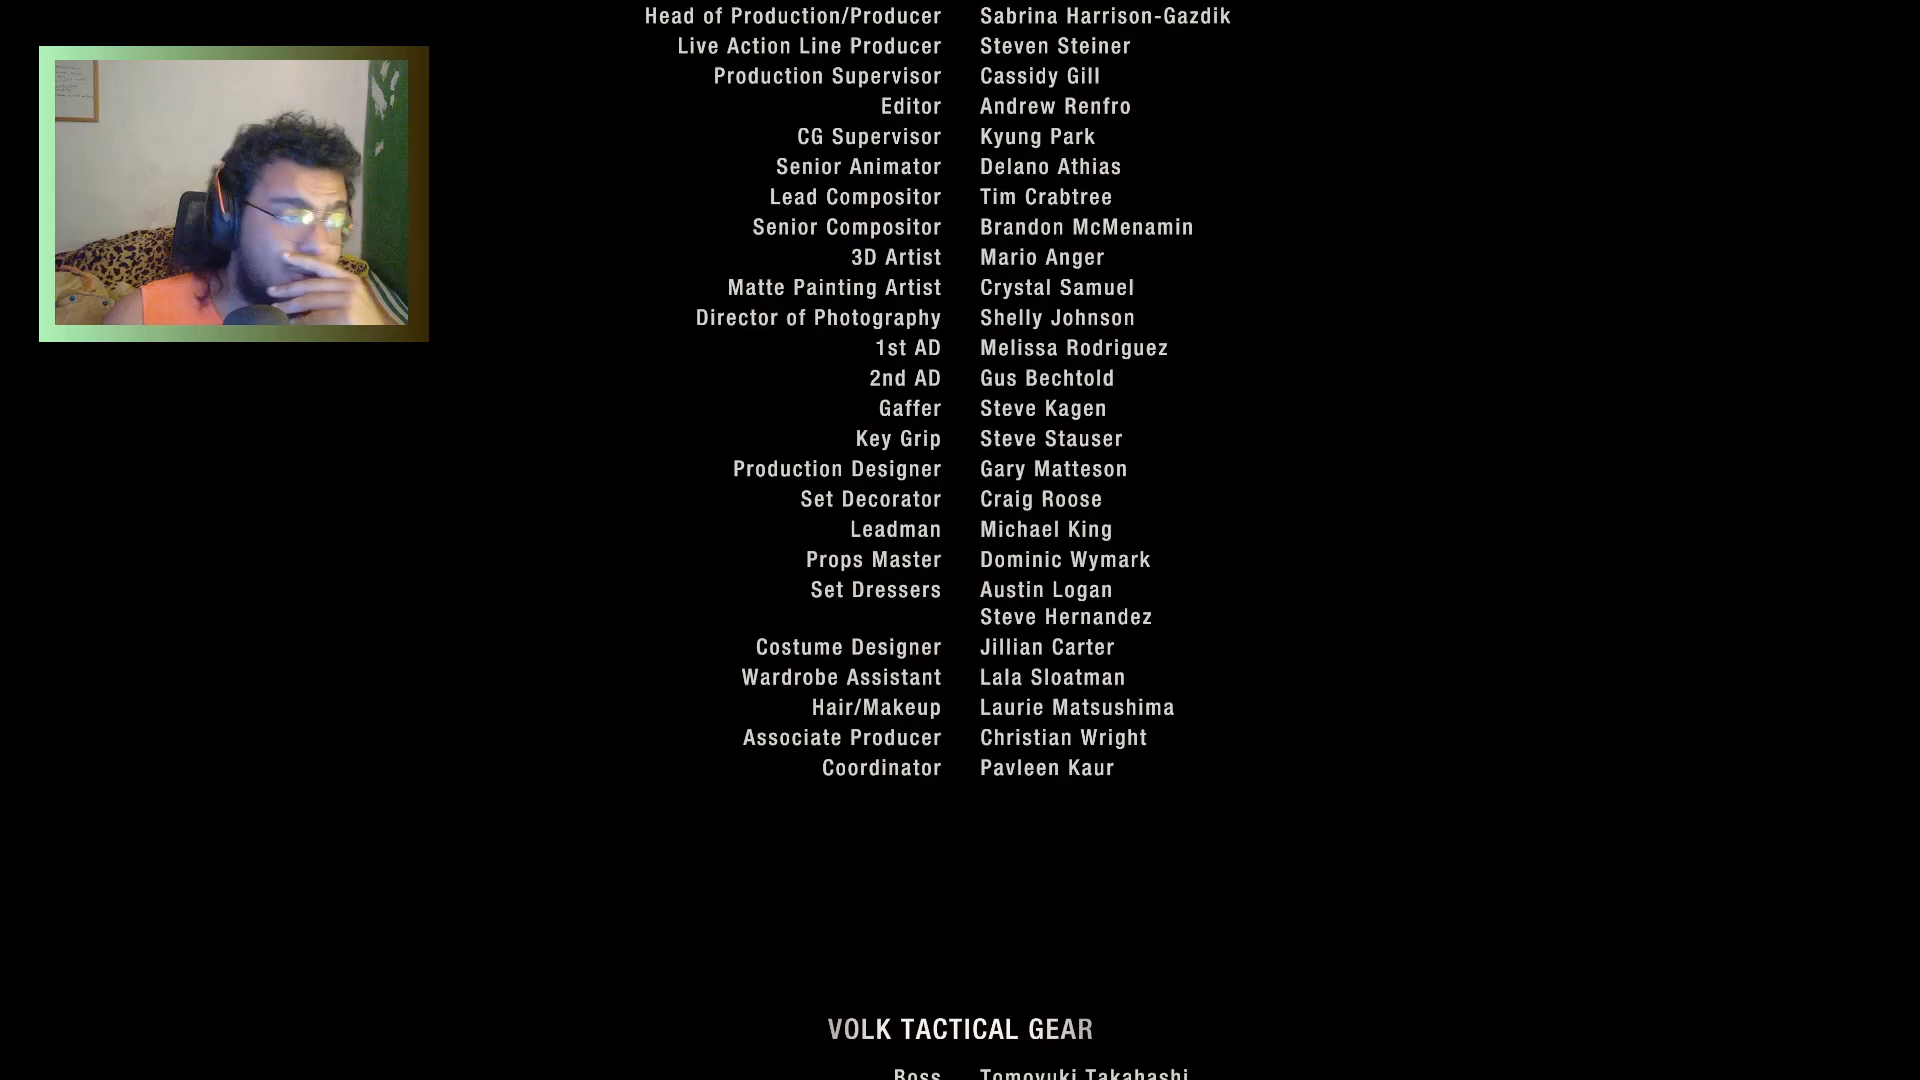 Head of Production/Producer Sabrina Harrison-Gazdik
Live Action Line Producer Steven Steiner
Production Supervisor Cassidy Gill
Editor Andrew Renfro
CG Supervisor Kyung Park
Senior Animator Delano Athias
Lead Compositor Tim Crabtree
Senior Compositor Brandon McMenamin
3D Artist Mario Anger
Matte Painting Artist Crystal Samuel
Director of Photography Shelly Johnson
1st AD Melissa Rodriguez
2nd AD Gus Bechtold
Gaffer Steve Kagen
Key Grip Steve Stauser
Production Designer Gary Matteson
Set Decorator Craig Roose
Leadman Michael King
Props Master Dominic Wymark
Set Dressers Austin Logan
Steve Hernandez
Costume Designer Jillian Carter
Wardrobe Assistant Lala Sloatman
Hair/Makeup Laurie Matsushima
Associate Producer Christian Wright
Coordinator Pavleen Kaur
VOLK TACTICAL GEAR
Boss Tomoyuki Takahashi